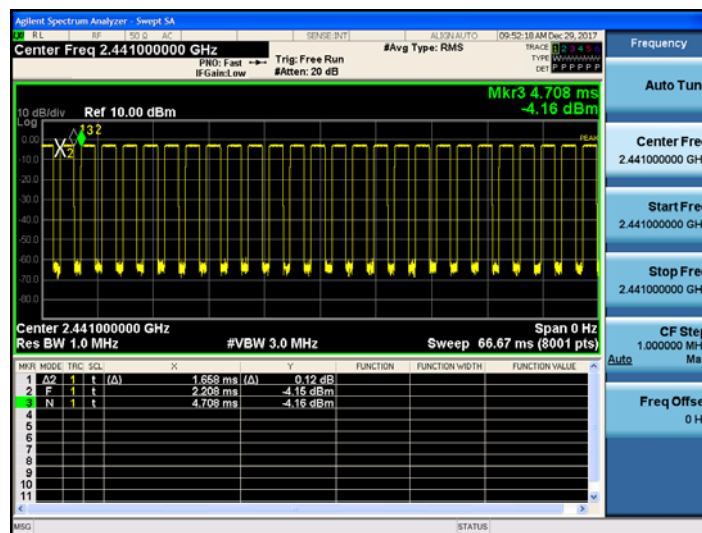 Agilent Spectrum Analyzer - Swept SA
RL RF 50 Ω AC SENSE:INT ALIGN AUTO 09:52:18 AM Dec 29, 2017
Center Freq 2.441000000 GHz
PNO: Fast
IFGain:Low
Trig: Free Run
#Atten: 20 dB
#Avg Type: RMS
TRACE 1 2 3 4 5 6
TYPE W
DET P P P P P P
Mkr3 4.708 ms
-4.16 dBm
10 dB/div Ref 10.00 dBm
Log
0.00
-10.0
-20.0
-30.0
-40.0
-50.0
-60.0
-70.0
-80.0
132
X2
PEAK
Center 2.441000000 GHz Span 0 Hz
Res BW 1.0 MHz #VBW 3.0 MHz Sweep 66.67 ms (8001 pts)
MKR MODE TRC SCL X Y FUNCTION FUNCTION WIDTH FUNCTION VALUE
1 Δ2 1 t (Δ) 1.658 ms (Δ) 0.12 dB
2 F 1 t 2.208 ms -4.15 dBm
3 N 1 t 4.708 ms -4.16 dBm
4
5
6
7
8
9
10
11
MSG STATUS
Frequency
Auto Tun
Center Fre
2.441000000 GH
Start Fre
2.441000000 GH
Stop Fre
2.441000000 GH
CF Step
1.000000 MH
Auto Ma
Freq Offse
0 H